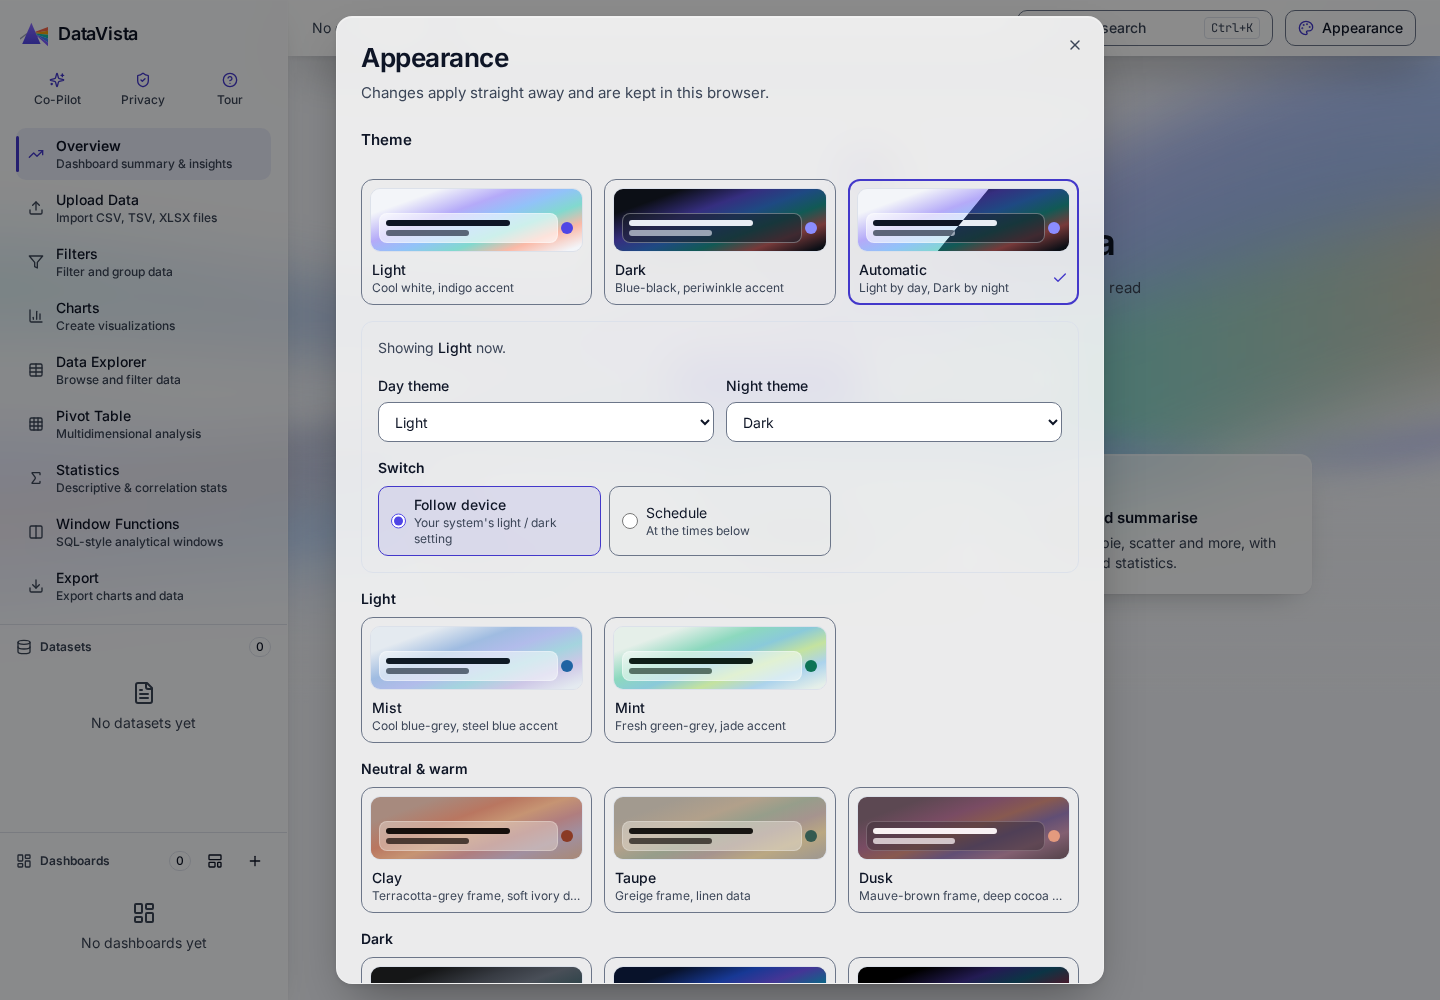 DataVista
Co-Pilot
Privacy
Tour
Overview
Dashboard summary & insights
Upload Data
Import CSV, TSV, XLSX files
Filters
Filter and group data
Charts
Create visualizations
Data Explorer
Browse and filter data
Pivot Table
Multidimensional analysis
Statistics
Descriptive & correlation stats
Window Functions
SQL-style analytical windows
Export
Export charts and data
Datasets
0
No datasets yet
Dashboards
0
No dashboards yet
No
search
Ctrl+K
Appearance
a
read
d summarise
pie, scatter and more, with
d statistics.
Appearance
Changes apply straight away and are kept in this browser.
Theme
Light
Cool white, indigo accent
Dark
Blue-black, periwinkle accent
Automatic
Light by day, Dark by night
Showing Light now.
Day theme
Night theme
Light
Dark
Switch
Follow device
Your system's light / dark
setting
Schedule
At the times below
Light
Mist
Cool blue-grey, steel blue accent
Mint
Fresh green-grey, jade accent
Neutral & warm
Clay
Terracotta-grey frame, soft ivory d...
Taupe
Greige frame, linen data
Dusk
Mauve-brown frame, deep cocoa ...
Dark